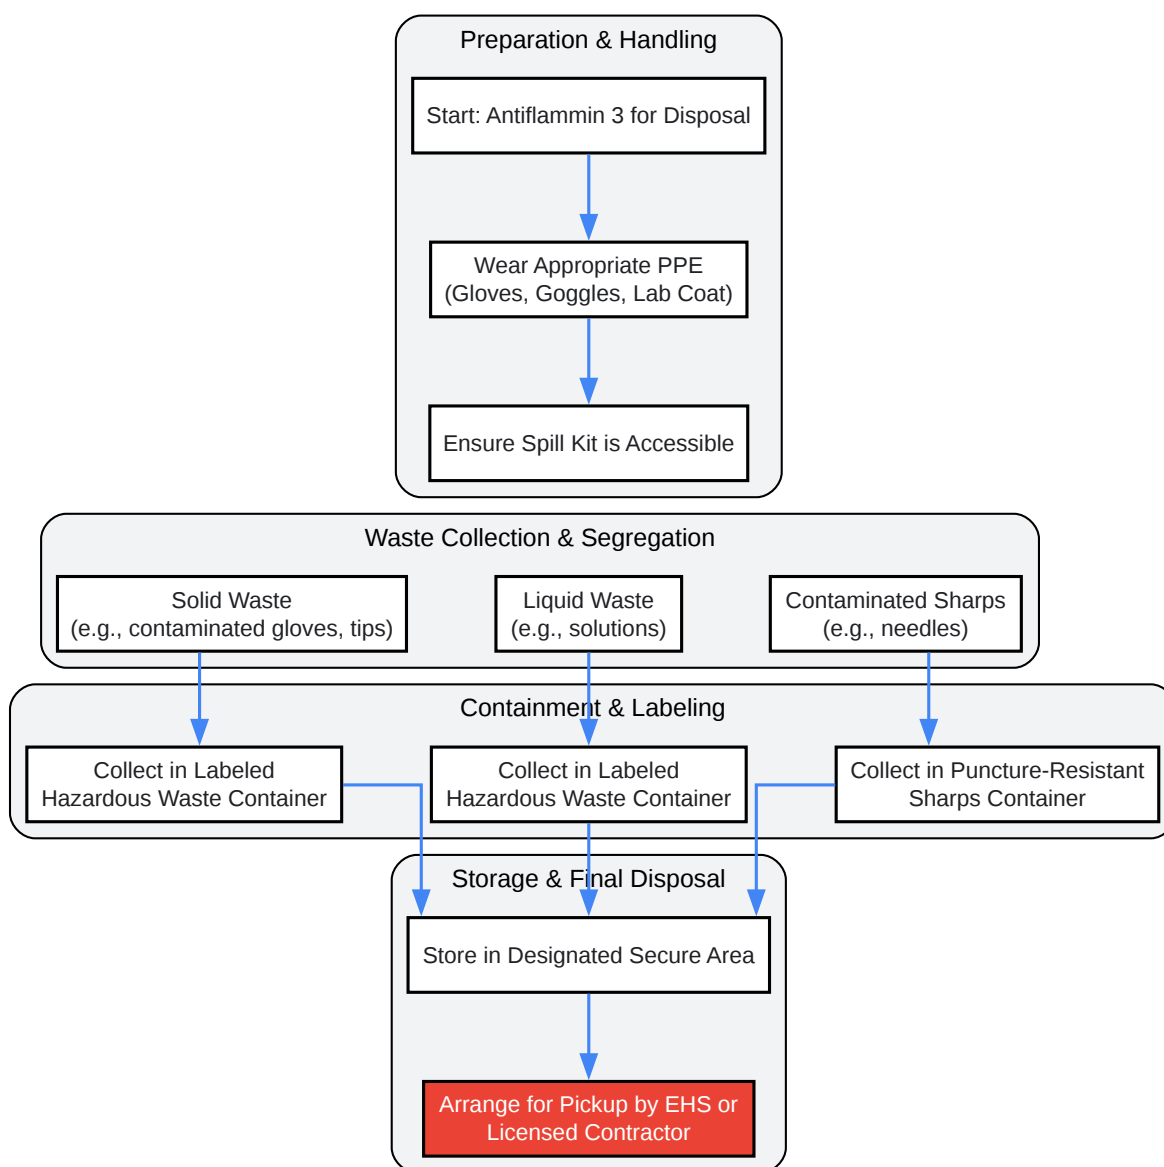 Preparation & Handling
Start: Antiflammin 3 for Disposal
Wear Appropriate PPE
(Gloves, Goggles, Lab Coat)
Ensure Spill Kit is Accessible
Waste Collection & Segregation
Solid Waste
(e.g., contaminated gloves, tips)
Liquid Waste
(e.g., solutions)
Contaminated Sharps
(e.g., needles)
Containment & Labeling
Collect in Labeled
Hazardous Waste Container
Collect in Labeled
Hazardous Waste Container
Collect in Puncture-Resistant
Sharps Container
Storage & Final Disposal
Store in Designated Secure Area
Arrange for Pickup by EHS or
Licensed Contractor